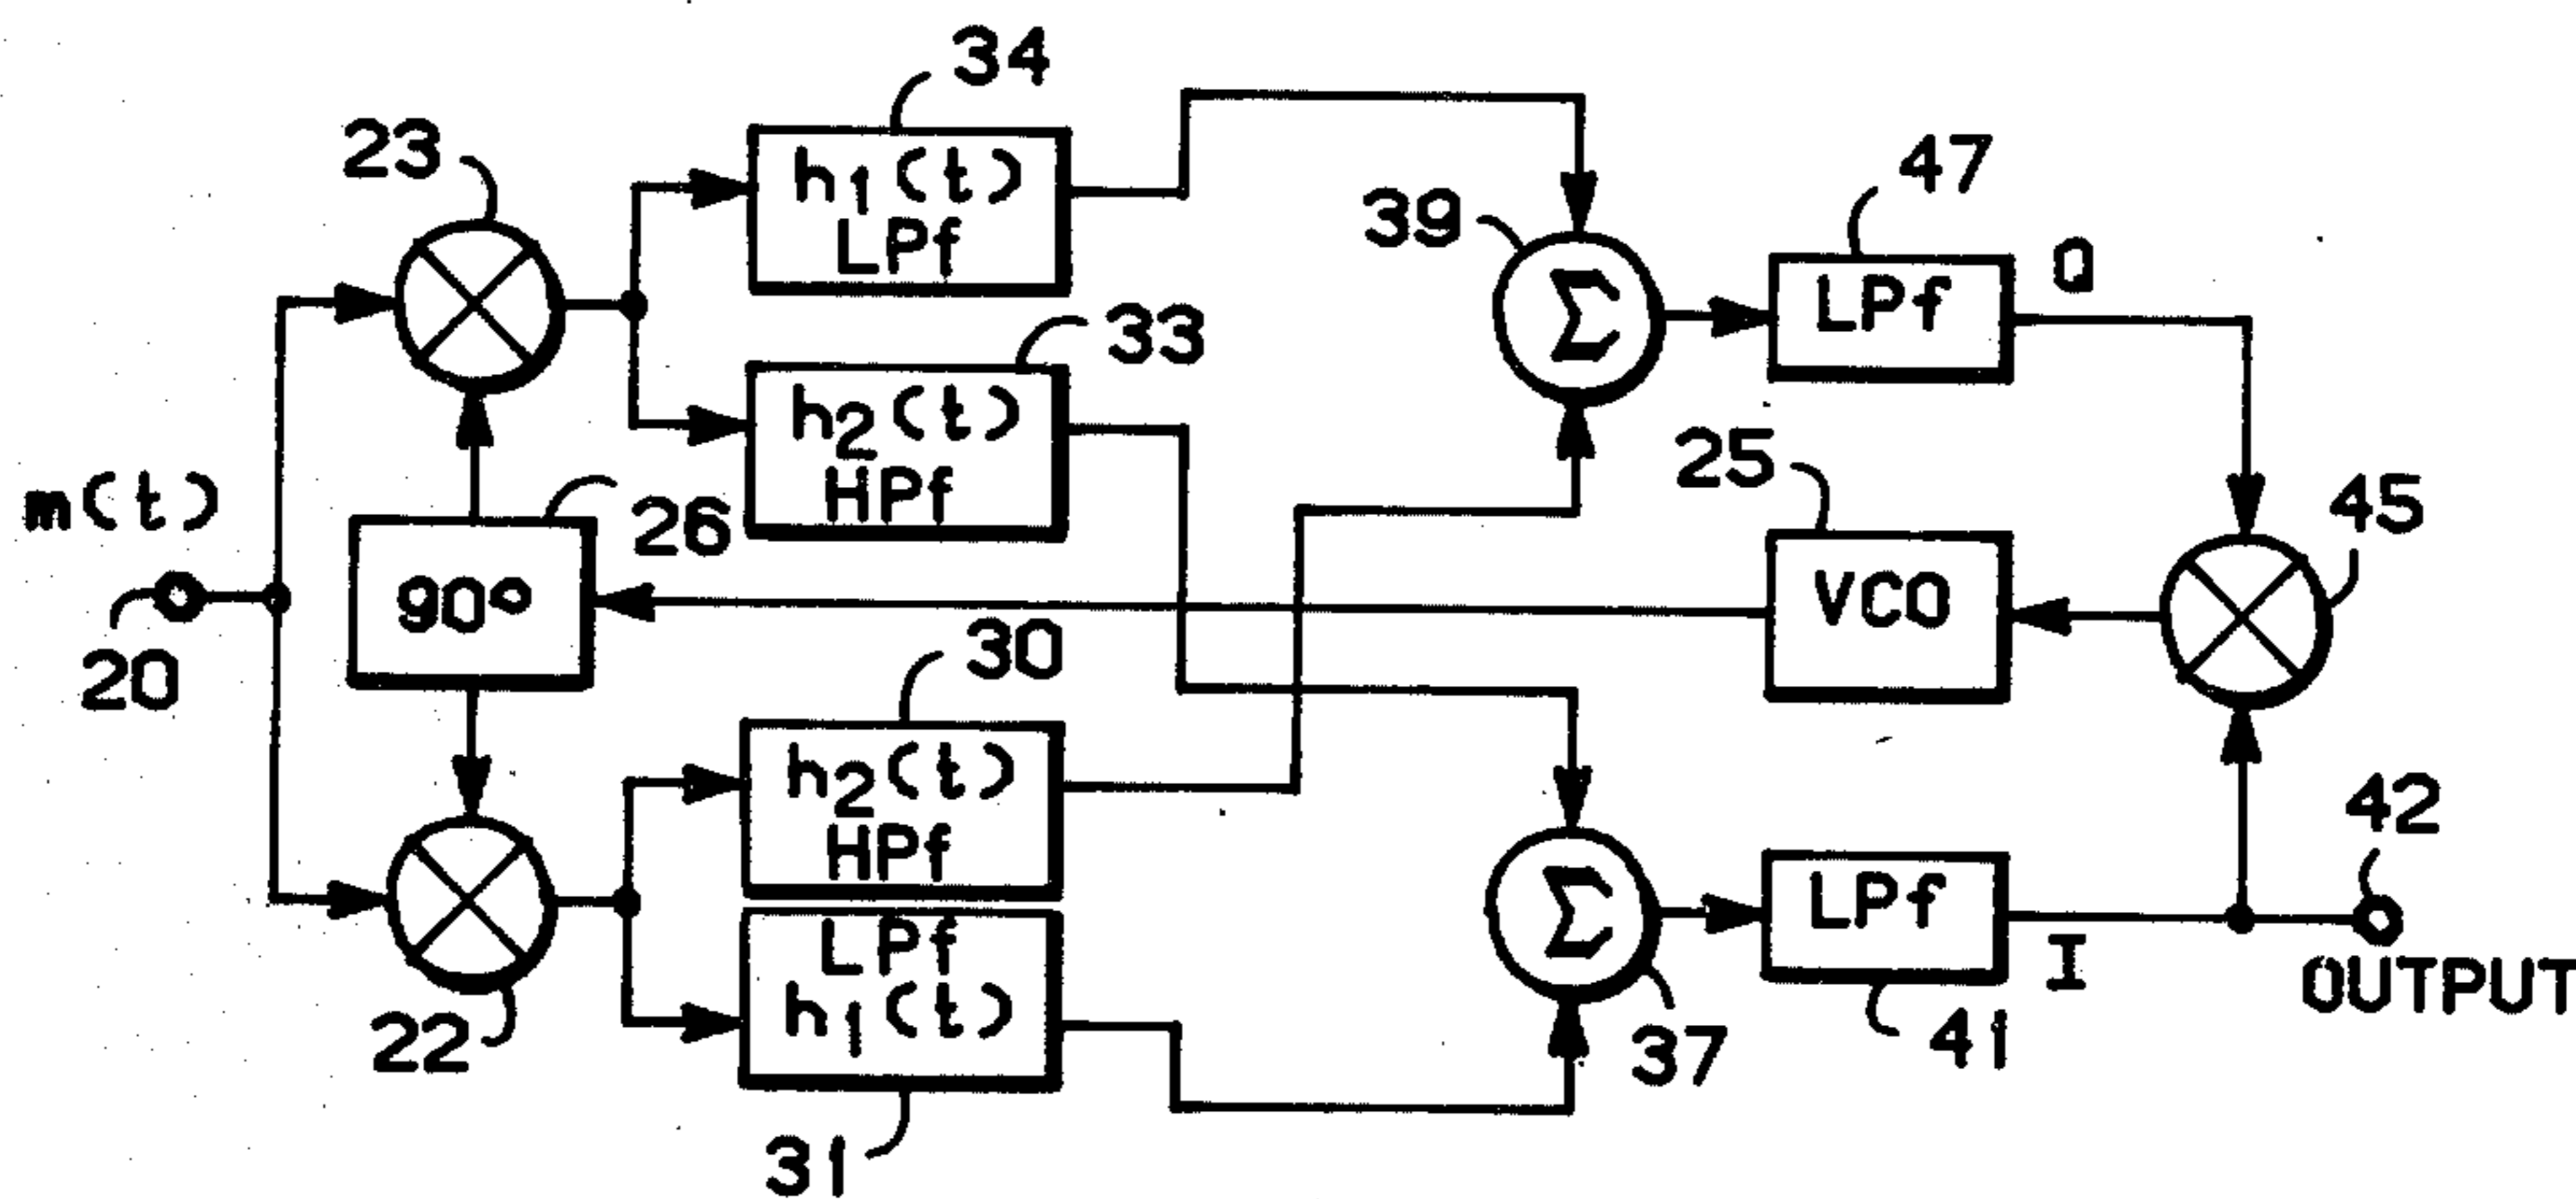 34
23
h1(t)
LPf
47
39
Σ
LPf
Q
33
h2(t)
HPf
25
m(t)
26
45
90°
VCO
20
30
h2(t)
HPf
42
Σ
LPf
I
OUTPUT
LPf
h1(t)
22
37
41
31